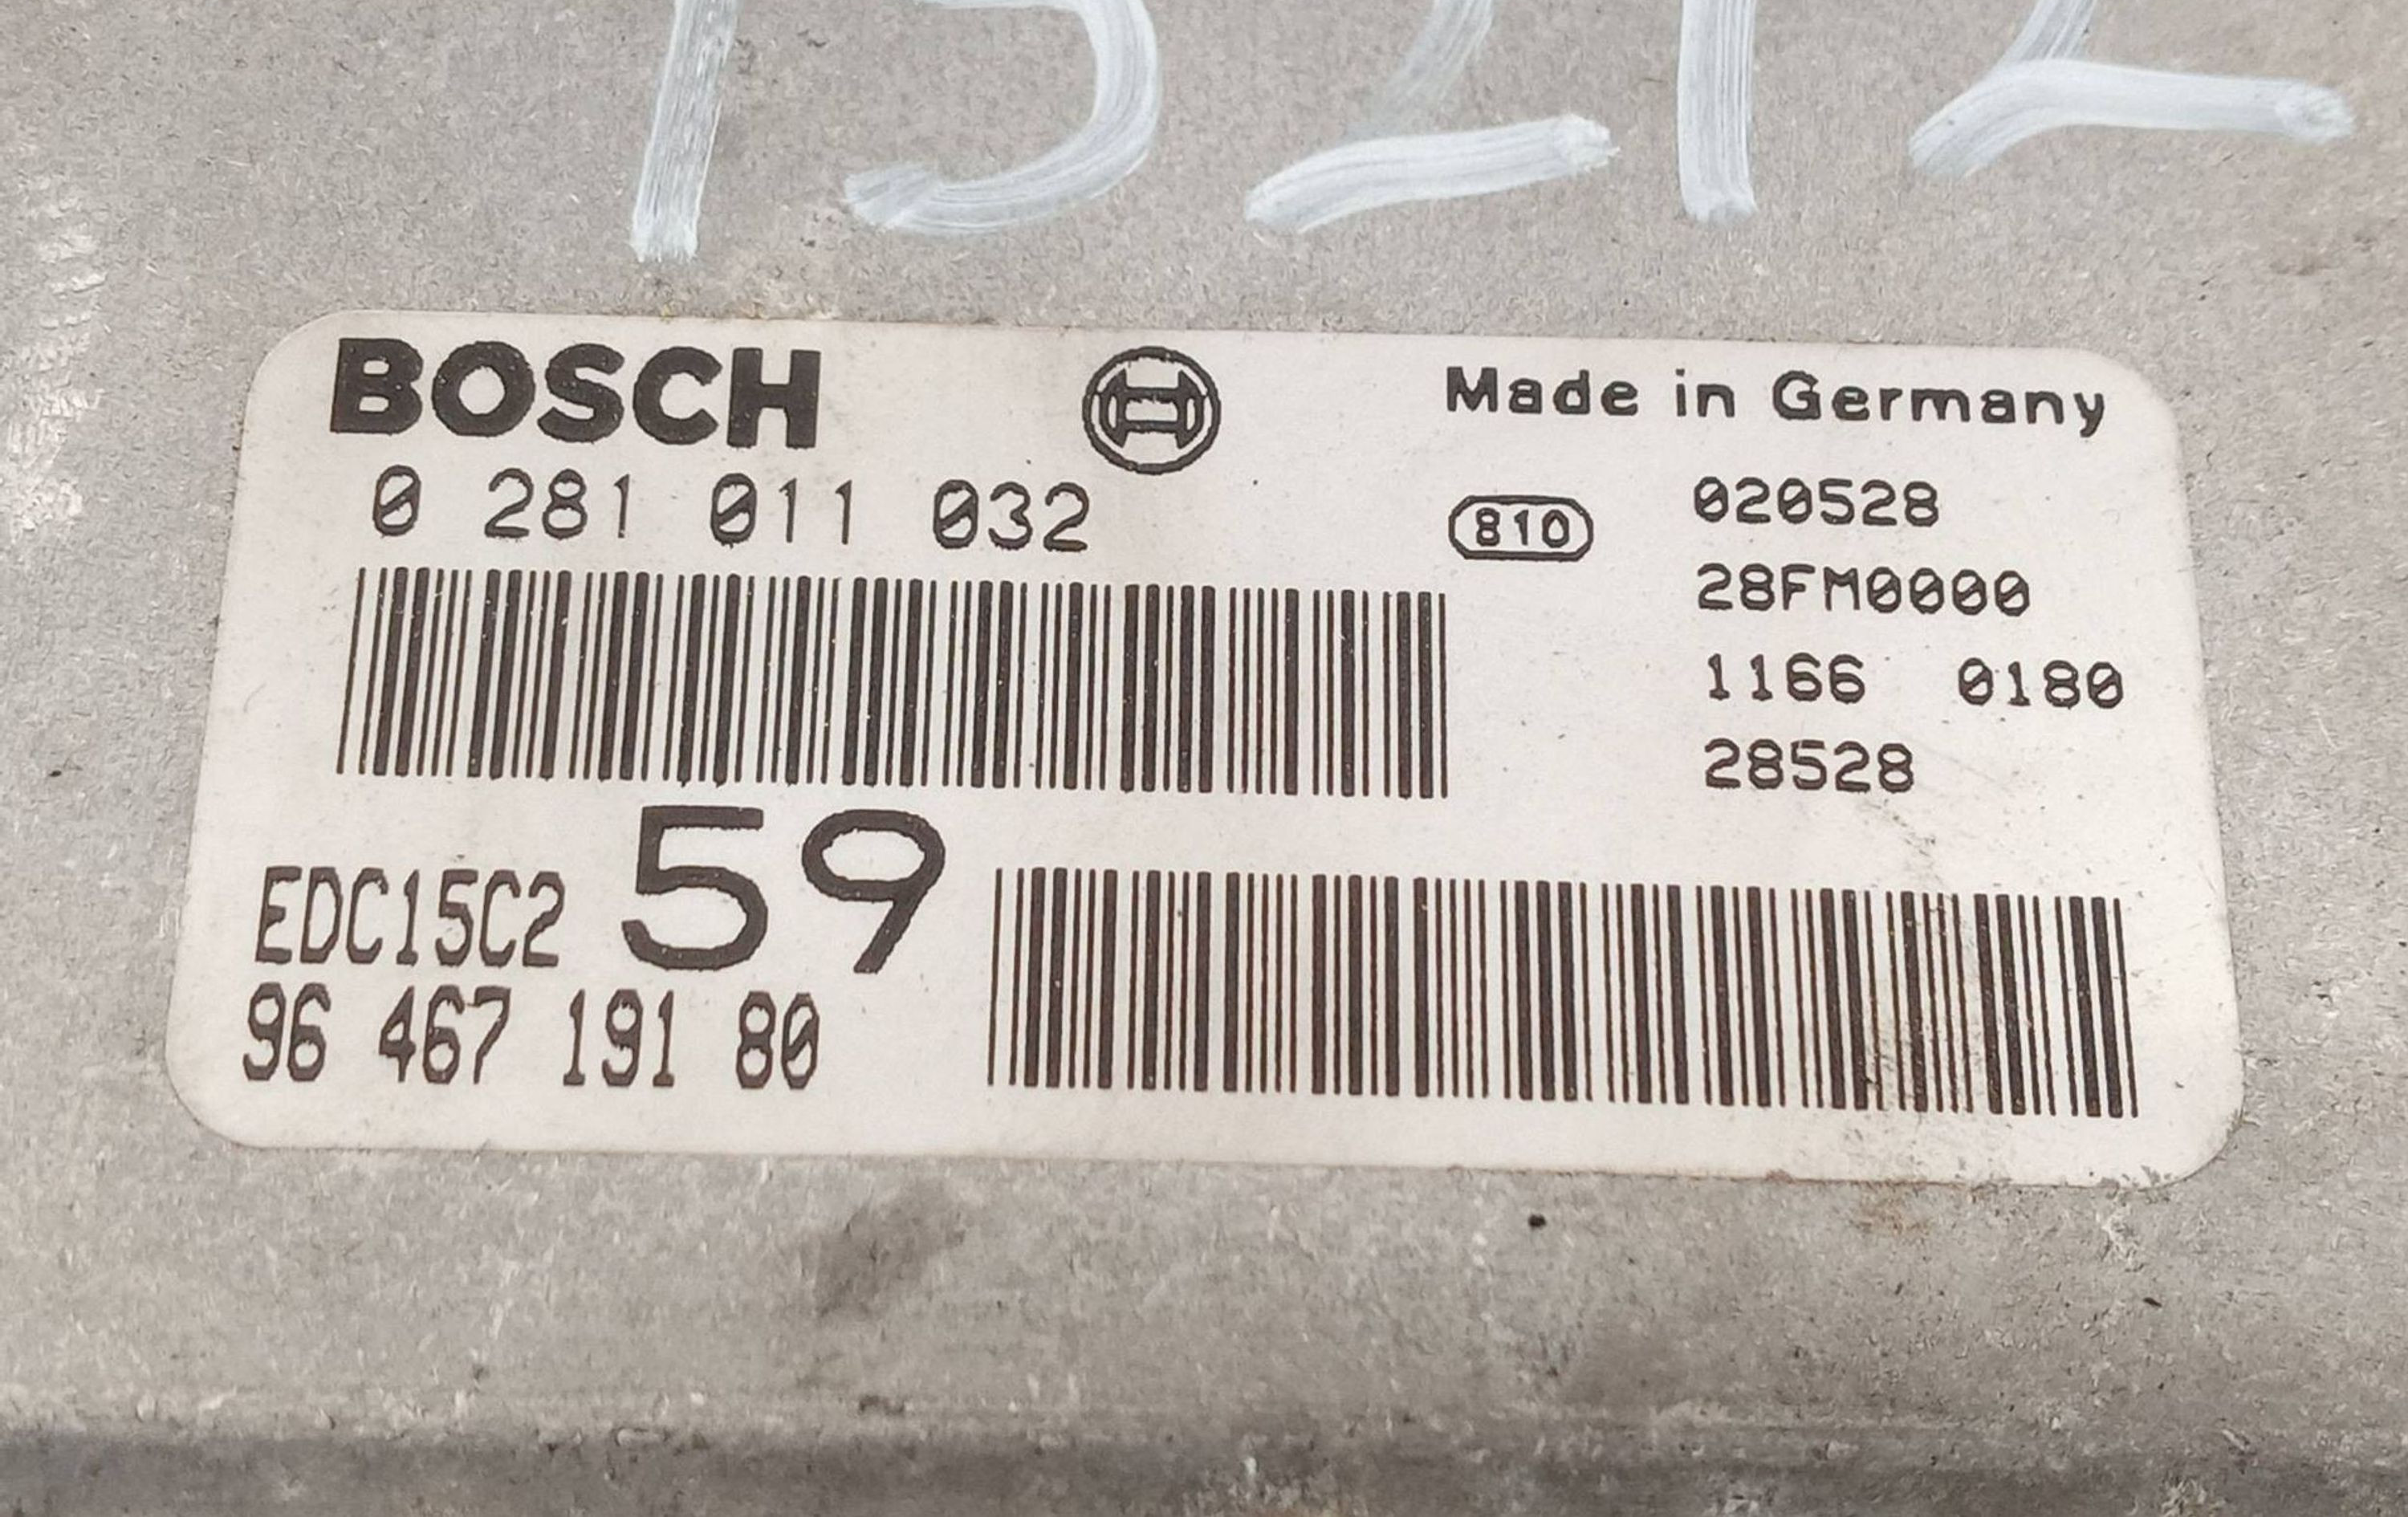 15212
BOSCH
Made in Germany
0 281 011 032
810
020528
28FM0000
1166 0180
28528
EDC15C2 59
96 467 191 80